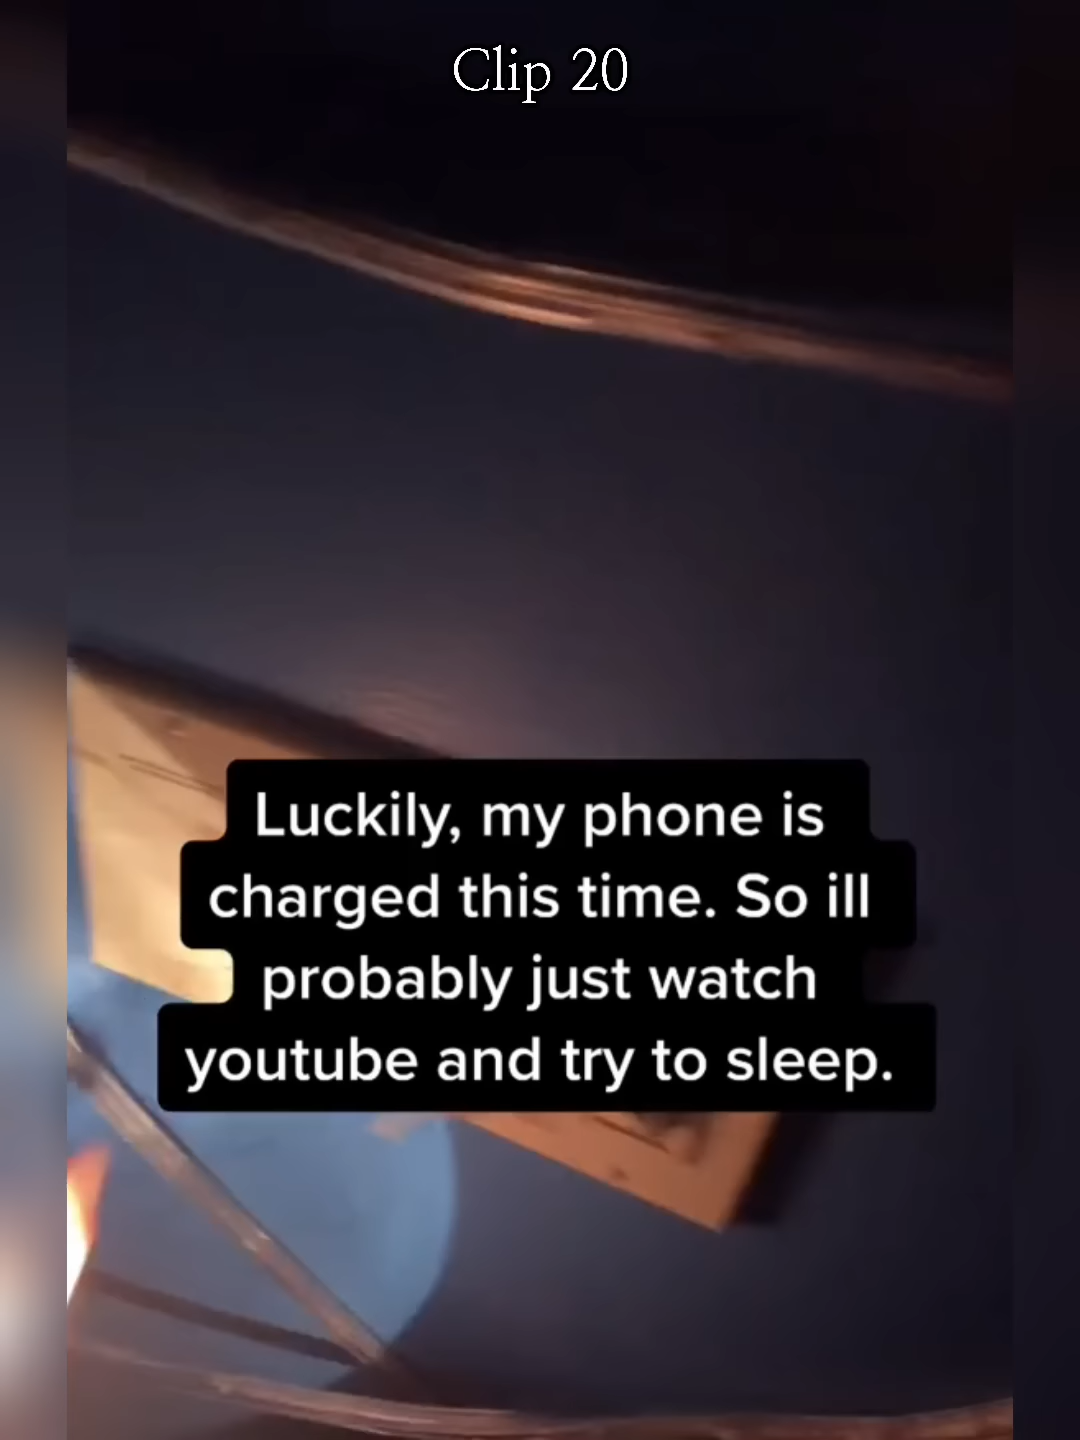 Clip 20
Luckily, my phone is
charged this time. So ill
probably just watch
youtube and try to sleep.